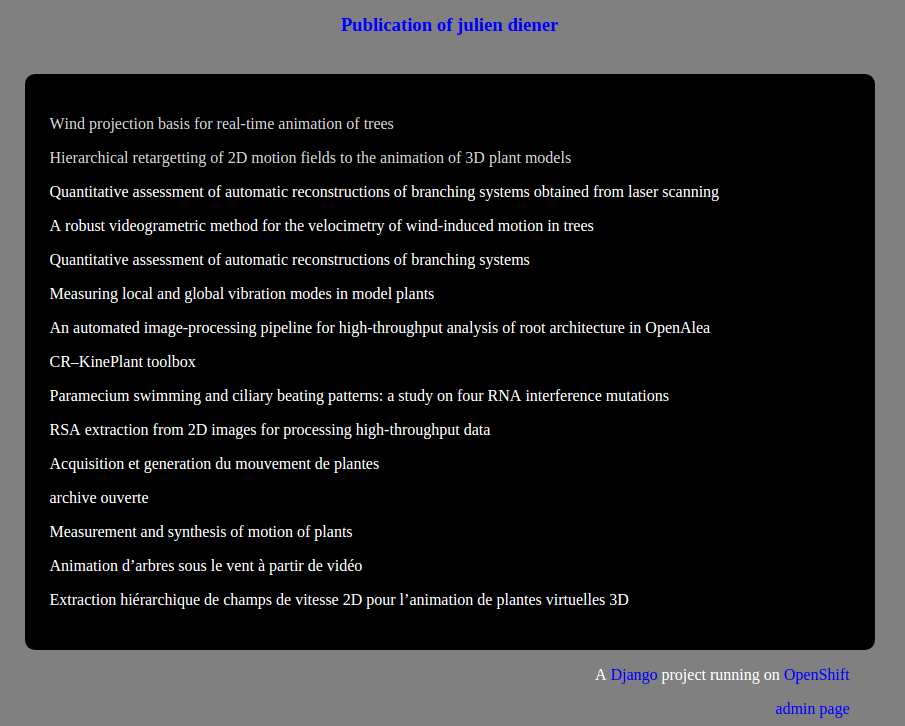 Publication of julien diener
Wind projection basis for real-time animation of trees
Hierarchical retargetting of 2D motion fields to the animation of 3D plant models
Quantitative assessment of automatic reconstructions of branching systems obtained from laser scanning
A robust videogrametric method for the velocimetry of wind-induced motion in trees
Quantitative assessment of automatic reconstructions of branching systems
Measuring local and global vibration modes in model plants
An automated image-processing pipeline for high-throughput analysis of root architecture in OpenAlea
CR–KinePlant toolbox
Paramecium swimming and ciliary beating patterns: a study on four RNA interference mutations
RSA extraction from 2D images for processing high-throughput data
Acquisition et generation du mouvement de plantes
archive ouverte
Measurement and synthesis of motion of plants
Animation d’arbres sous le vent à partir de vidéo
Extraction hiérarchique de champs de vitesse 2D pour l’animation de plantes virtuelles 3D
A Django project running on OpenShift
admin page